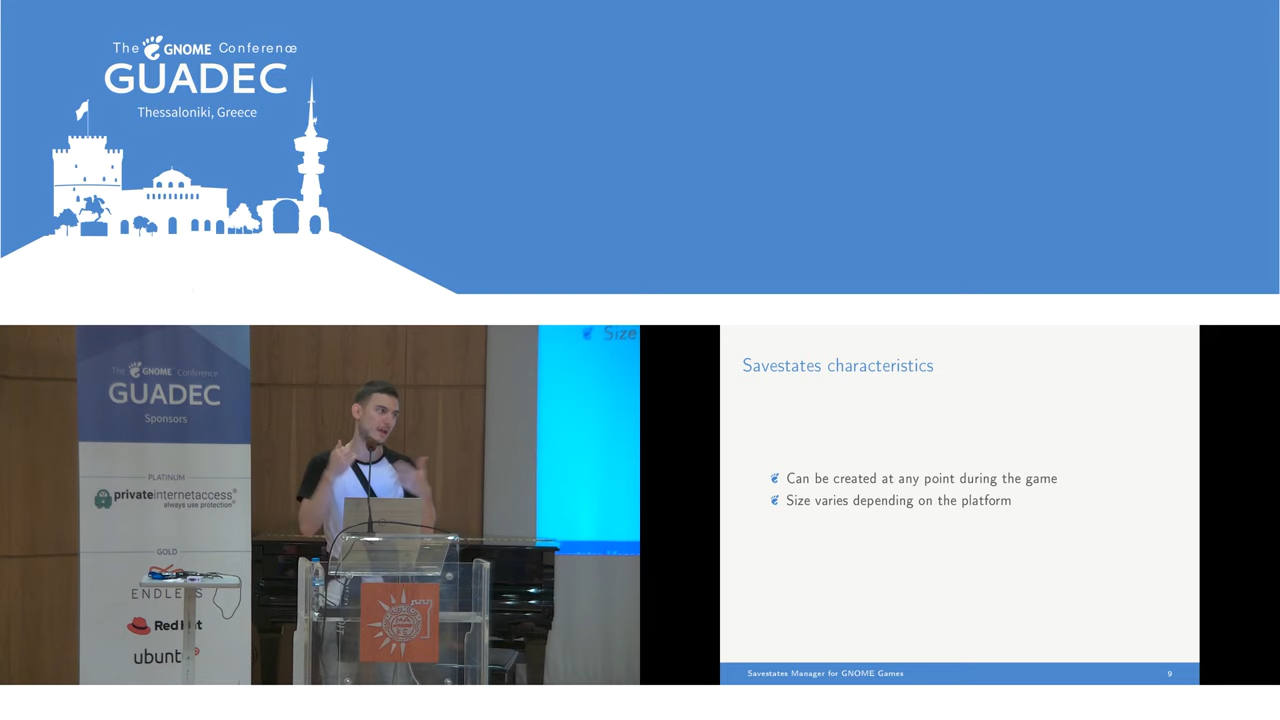 The GNOME Conference
GUADEC
Thessaloniki, Greece
Size
The GNOME Conference
GUADEC
Sponsors
PLATINUM
privateinternetaccess®
always use protection®
GOLD
ENDLESS
Red Hat
ubuntu
Savestates characteristics
Can be created at any point during the game
Size varies depending on the platform
Savestates Manager for GNOME Games
9